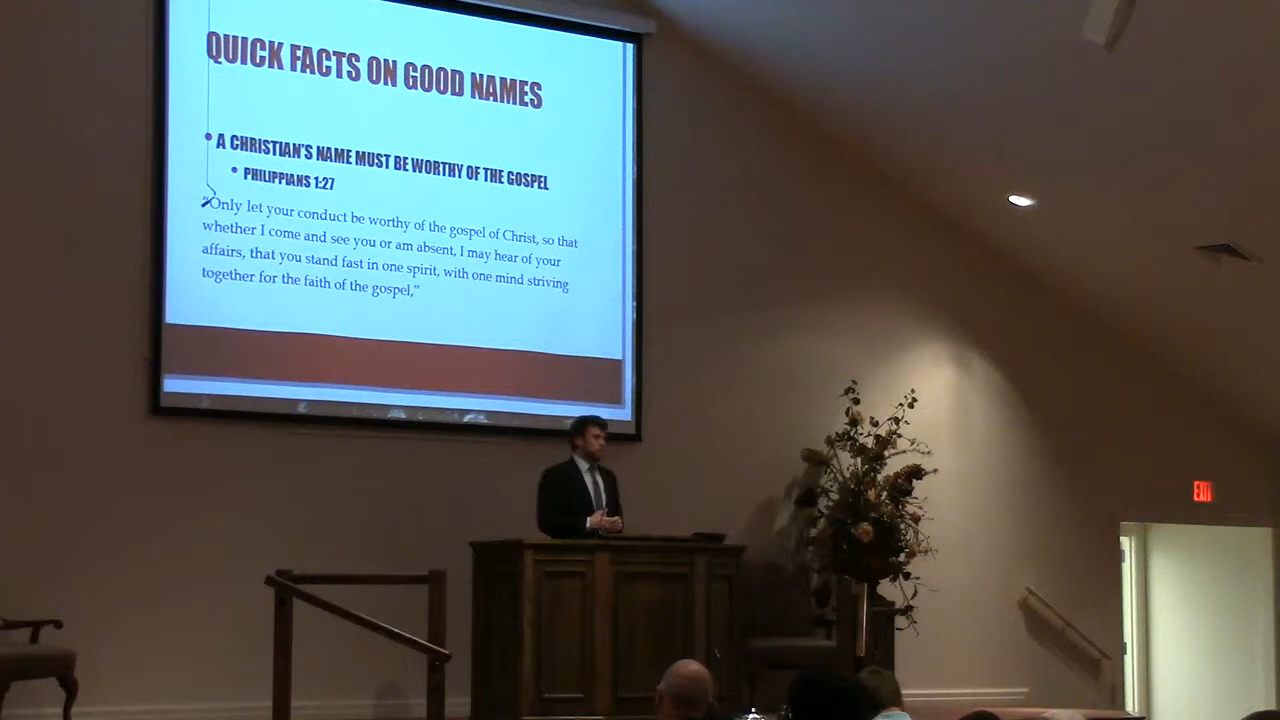 QUICK FACTS ON GOOD NAMES
• A CHRISTIAN'S NAME MUST BE WORTHY OF THE GOSPEL
• PHILIPPIANS 1:27
“Only let your conduct be worthy of the gospel of Christ, so that
whether I come and see you or am absent, I may hear of your
affairs, that you stand fast in one spirit, with one mind striving
together for the faith of the gospel,”
EXIT